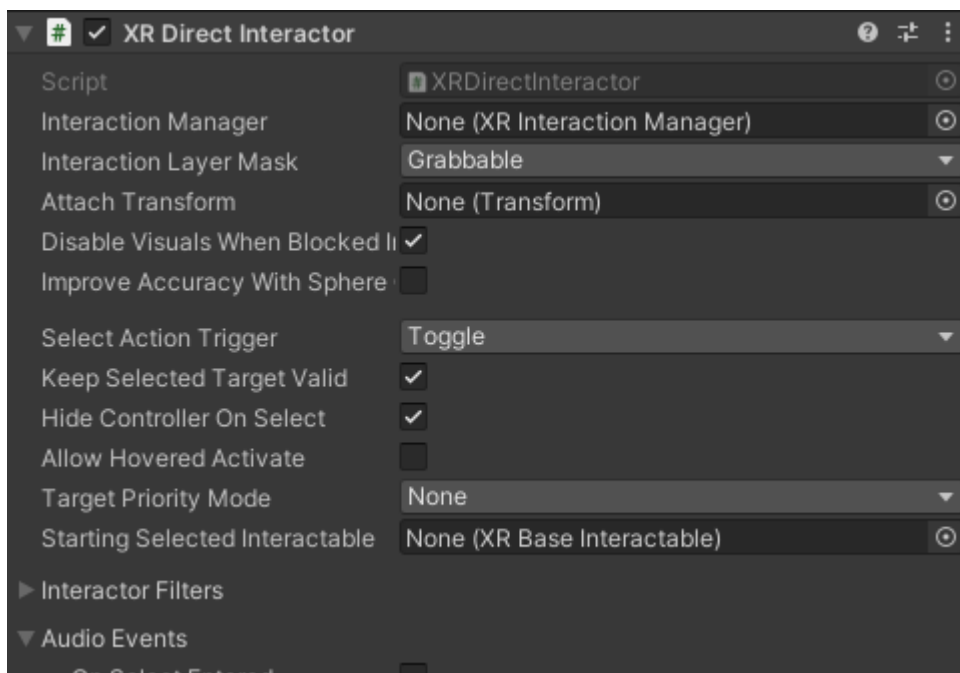 XR Direct Interactor
Script XRDirectInteractor
Interaction Manager None (XR Interaction Manager)
Interaction Layer Mask Grabbable
Attach Transform None (Transform)
Disable Visuals When Blocked
Improve Accuracy With Sphere
Select Action Trigger Toggle
Keep Selected Target Valid
Hide Controller On Select
Allow Hovered Activate
Target Priority Mode None
Starting Selected Interactable None (XR Base Interactable)
Interactor Filters
Audio Events
On Select Entered